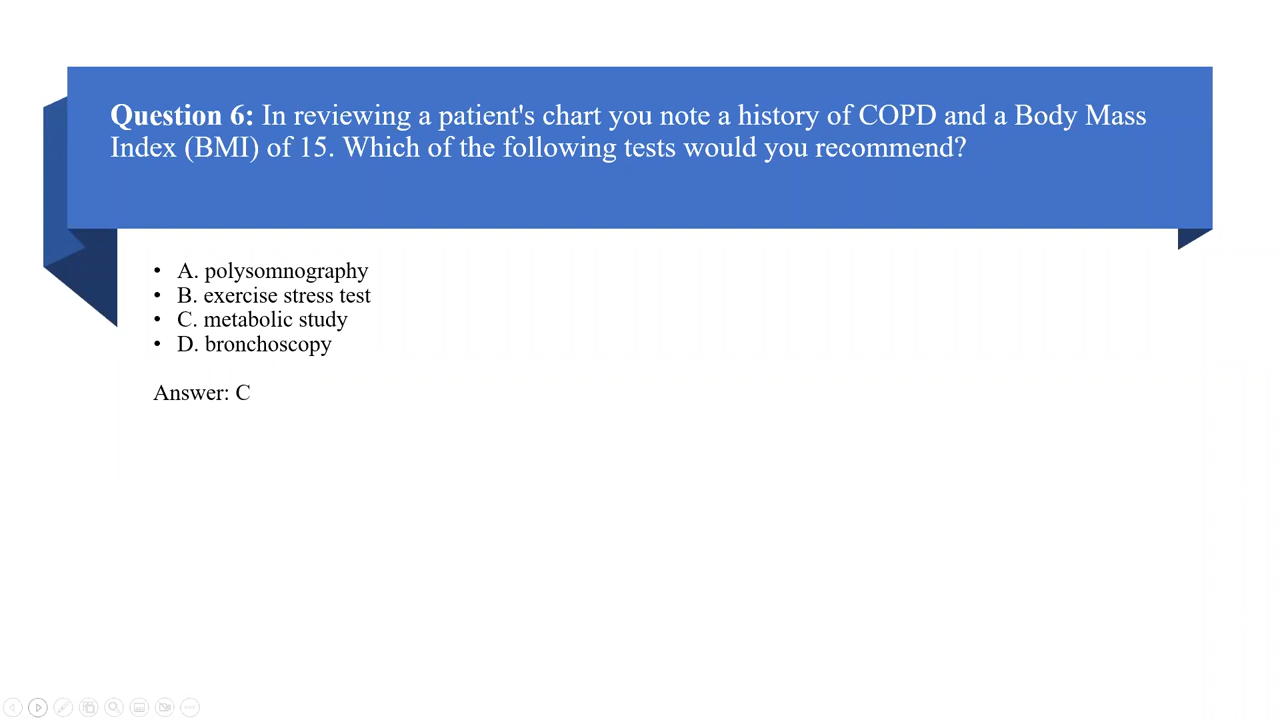 Question 6: In reviewing a patient's chart you note a history of COPD and a Body Mass
Index (BMI) of 15. Which of the following tests would you recommend?
• A. polysomnography
• B. exercise stress test
• C. metabolic study
• D. bronchoscopy
Answer: C